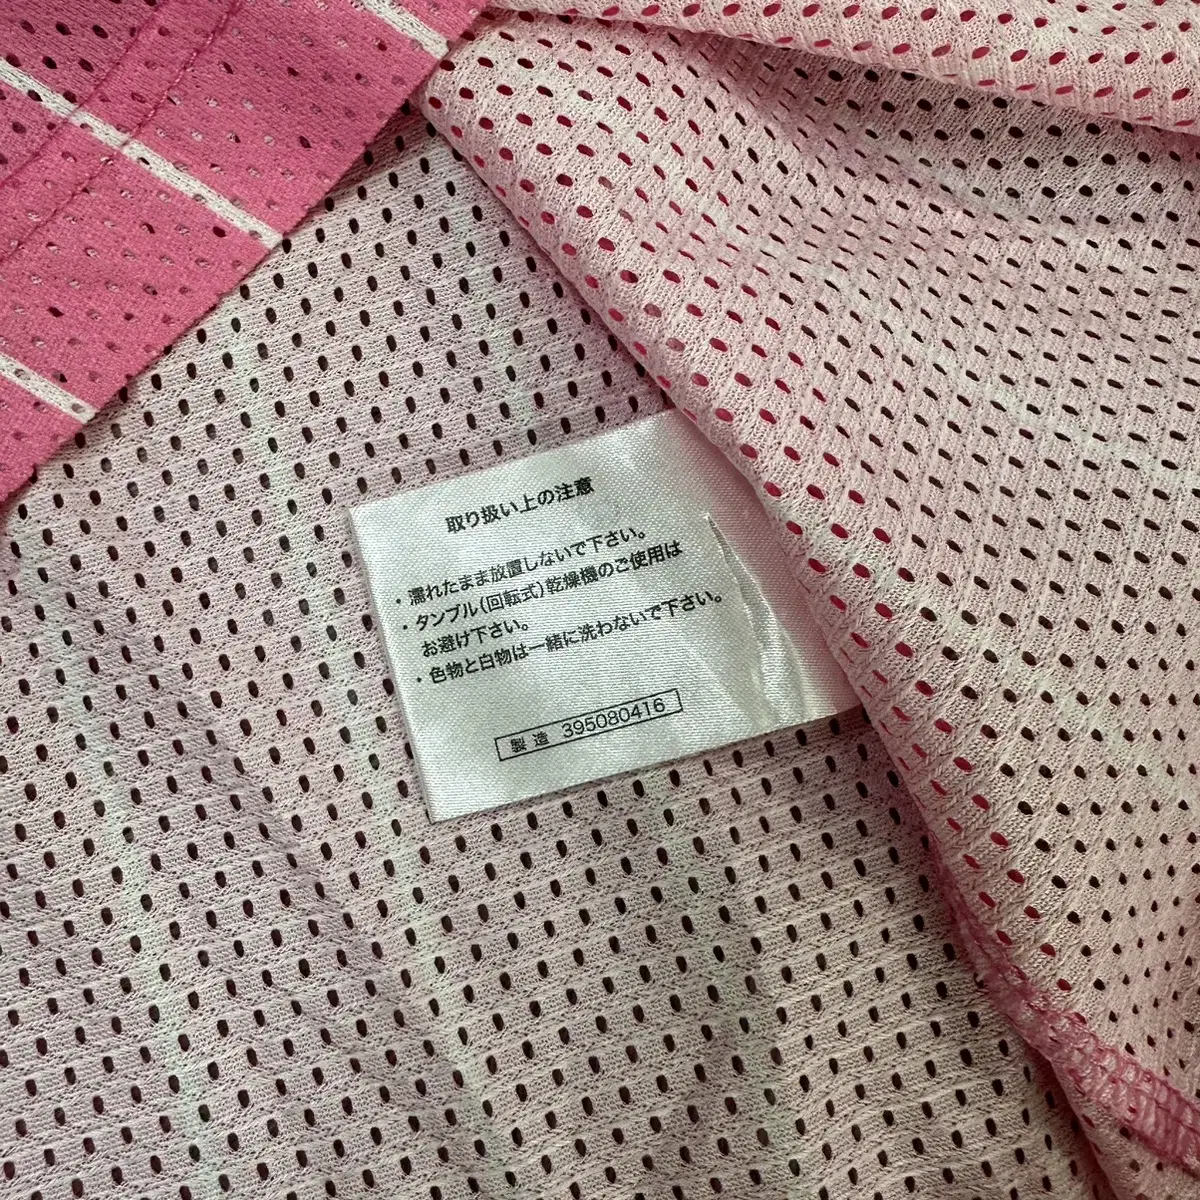 取り扱い上の注意
・濡れたまま放置しないで下さい。
・タンブル(回転式)乾燥機のご使用は
お避け下さい。
・色物と白物は一緒に洗わないで下さい。
製造 395080416